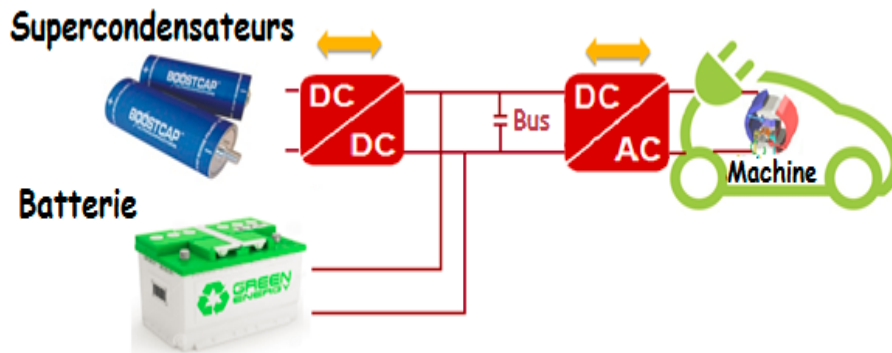 Supercondensateurs
BOOSTCAP
BOOSTCAP
DC
DC
Bus
DC
AC
Machine
Batterie
GREEN
ENERGY